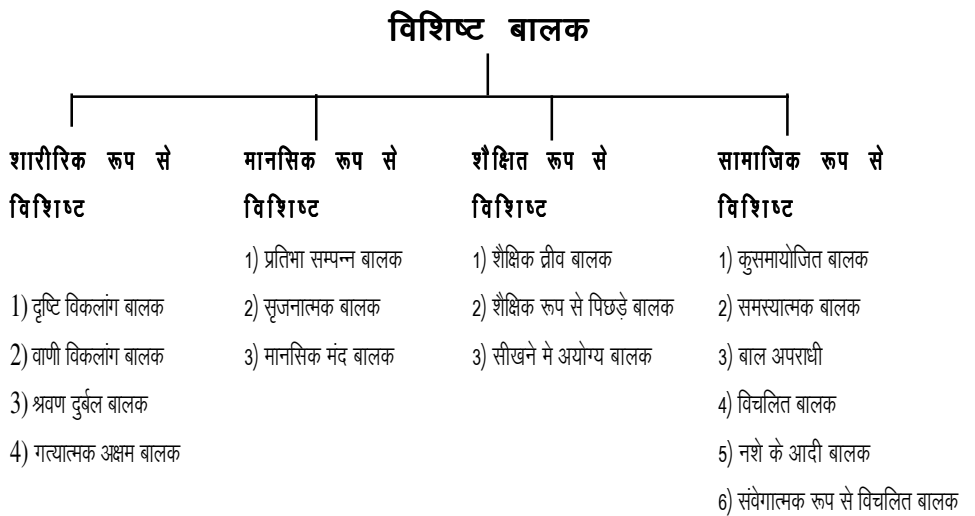 विशिष्ट बालक
शारीरिक रूप से
विशिष्ट
1) दृष्टि विकलांग बालक
2) वाणी विकलांग बालक
3) श्रवण दुर्बल बालक
4) गत्यात्मक अक्षम बालक
मानसिक रूप से
विशिष्ट
1) प्रतिभा सम्पन्न बालक
2) सृजनात्मक बालक
3) मानसिक मंद बालक
शैक्षित रूप से
विशिष्ट
1) शैक्षिक व्रीव बालक
2) शैक्षिक रूप से पिछड़े बालक
3) सीखने मे अयोग्य बालक
सामाजिक रूप से
विशिष्ट
1) कुसमायोजित बालक
2) समस्यात्मक बालक
3) बाल अपराधी
4) विचलित बालक
5) नशे के आदी बालक
6) संवेगात्मक रूप से विचलित बालक